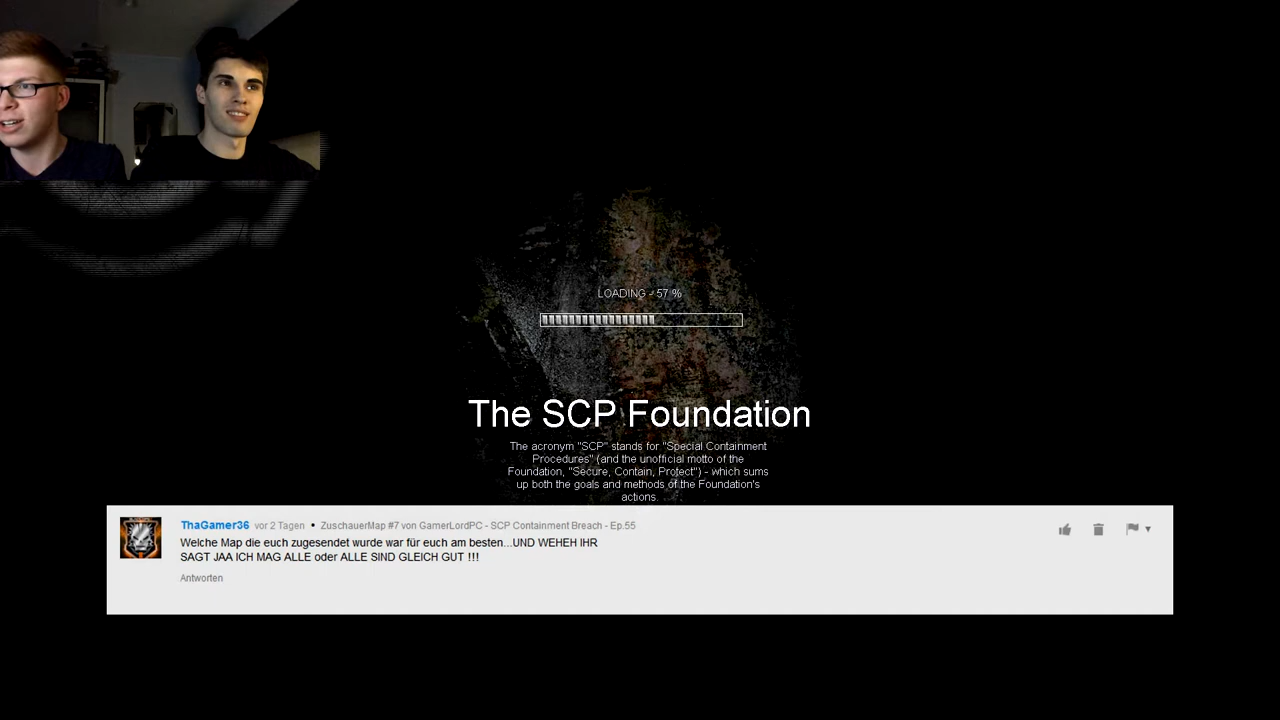 LOADING - 57 %
The SCP Foundation
The acronym "SCP" stands for "Special Containment
Procedures" (and the unofficial motto of the
Foundation, "Secure, Contain, Protect") - which sums
up both the goals and methods of the Foundation's
actions.
ThaGamer36 vor 2 Tagen • ZuschauerMap #7 von GamerLordPC - SCP Containment Breach - Ep.55
Welche Map die euch zugesendet wurde war für euch am besten...UND WEHEH IHR
SAGT JAA ICH MAG ALLE oder ALLE SIND GLEICH GUT !!!
Antworten